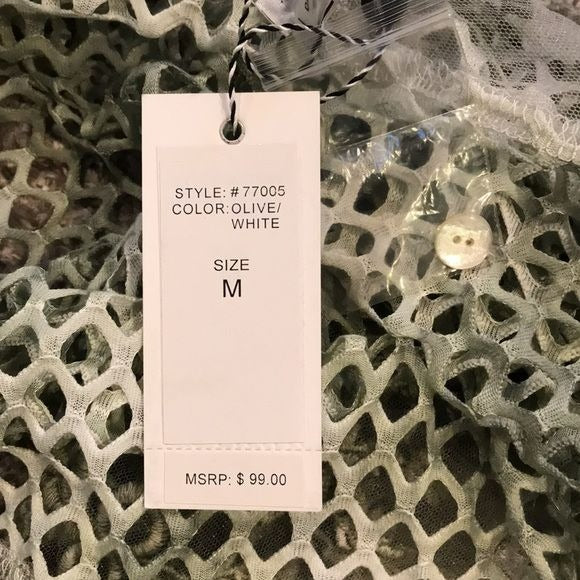 STYLE: #77005
COLOR: OLIVE/
WHITE
SIZE
M
MSRP: $ 99.00